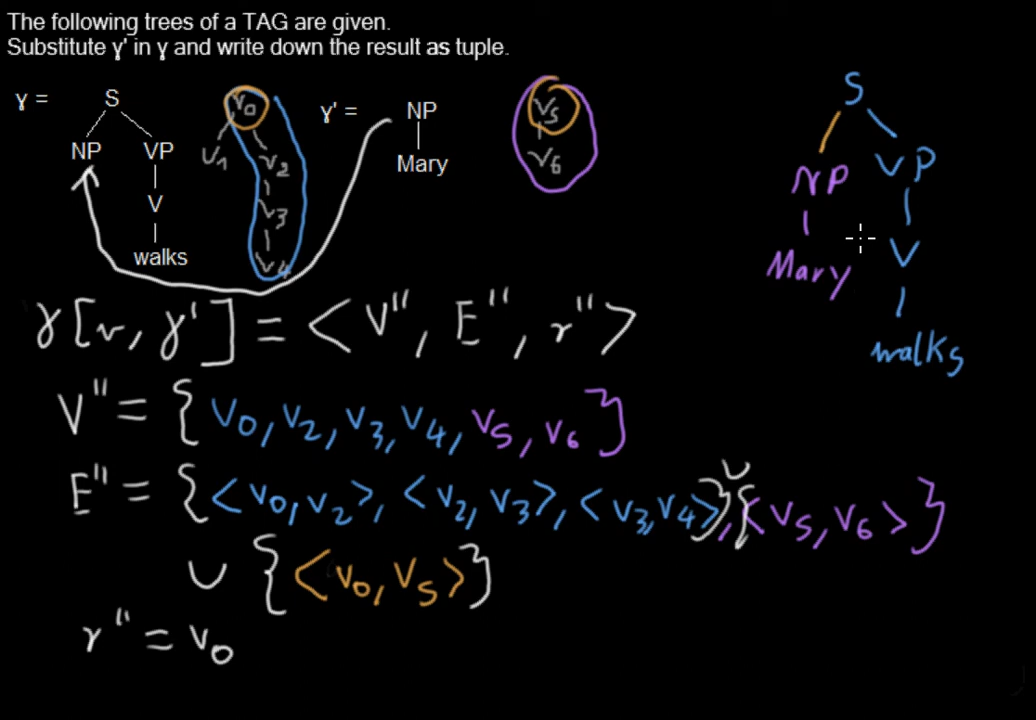 The following trees of a TAG are given.
Substitute γ' in γ and write down the result as tuple.
γ = S
NP VP
V
walks
v0
v1 v2
v3
v4
γ' = NP
Mary
v5
v6
S
NP VP
Mary V
walks
γ[v, γ'] = <V'', E'', r''>
V'' = {v0, v2, v3, v4, v5, v6}
E'' = {<v0, v2>, <v2, v3>, <v3, v4>} ∪ {, <v5, v6>}
∪ {<v0, v5>}
r'' = v0